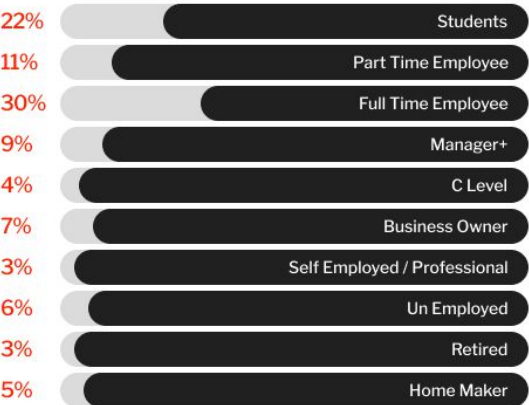 22% Students
11% Part Time Employee
30% Full Time Employee
9% Manager+
4% C Level
7% Business Owner
3% Self Employed / Professional
6% Un Employed
3% Retired
5% Home Maker